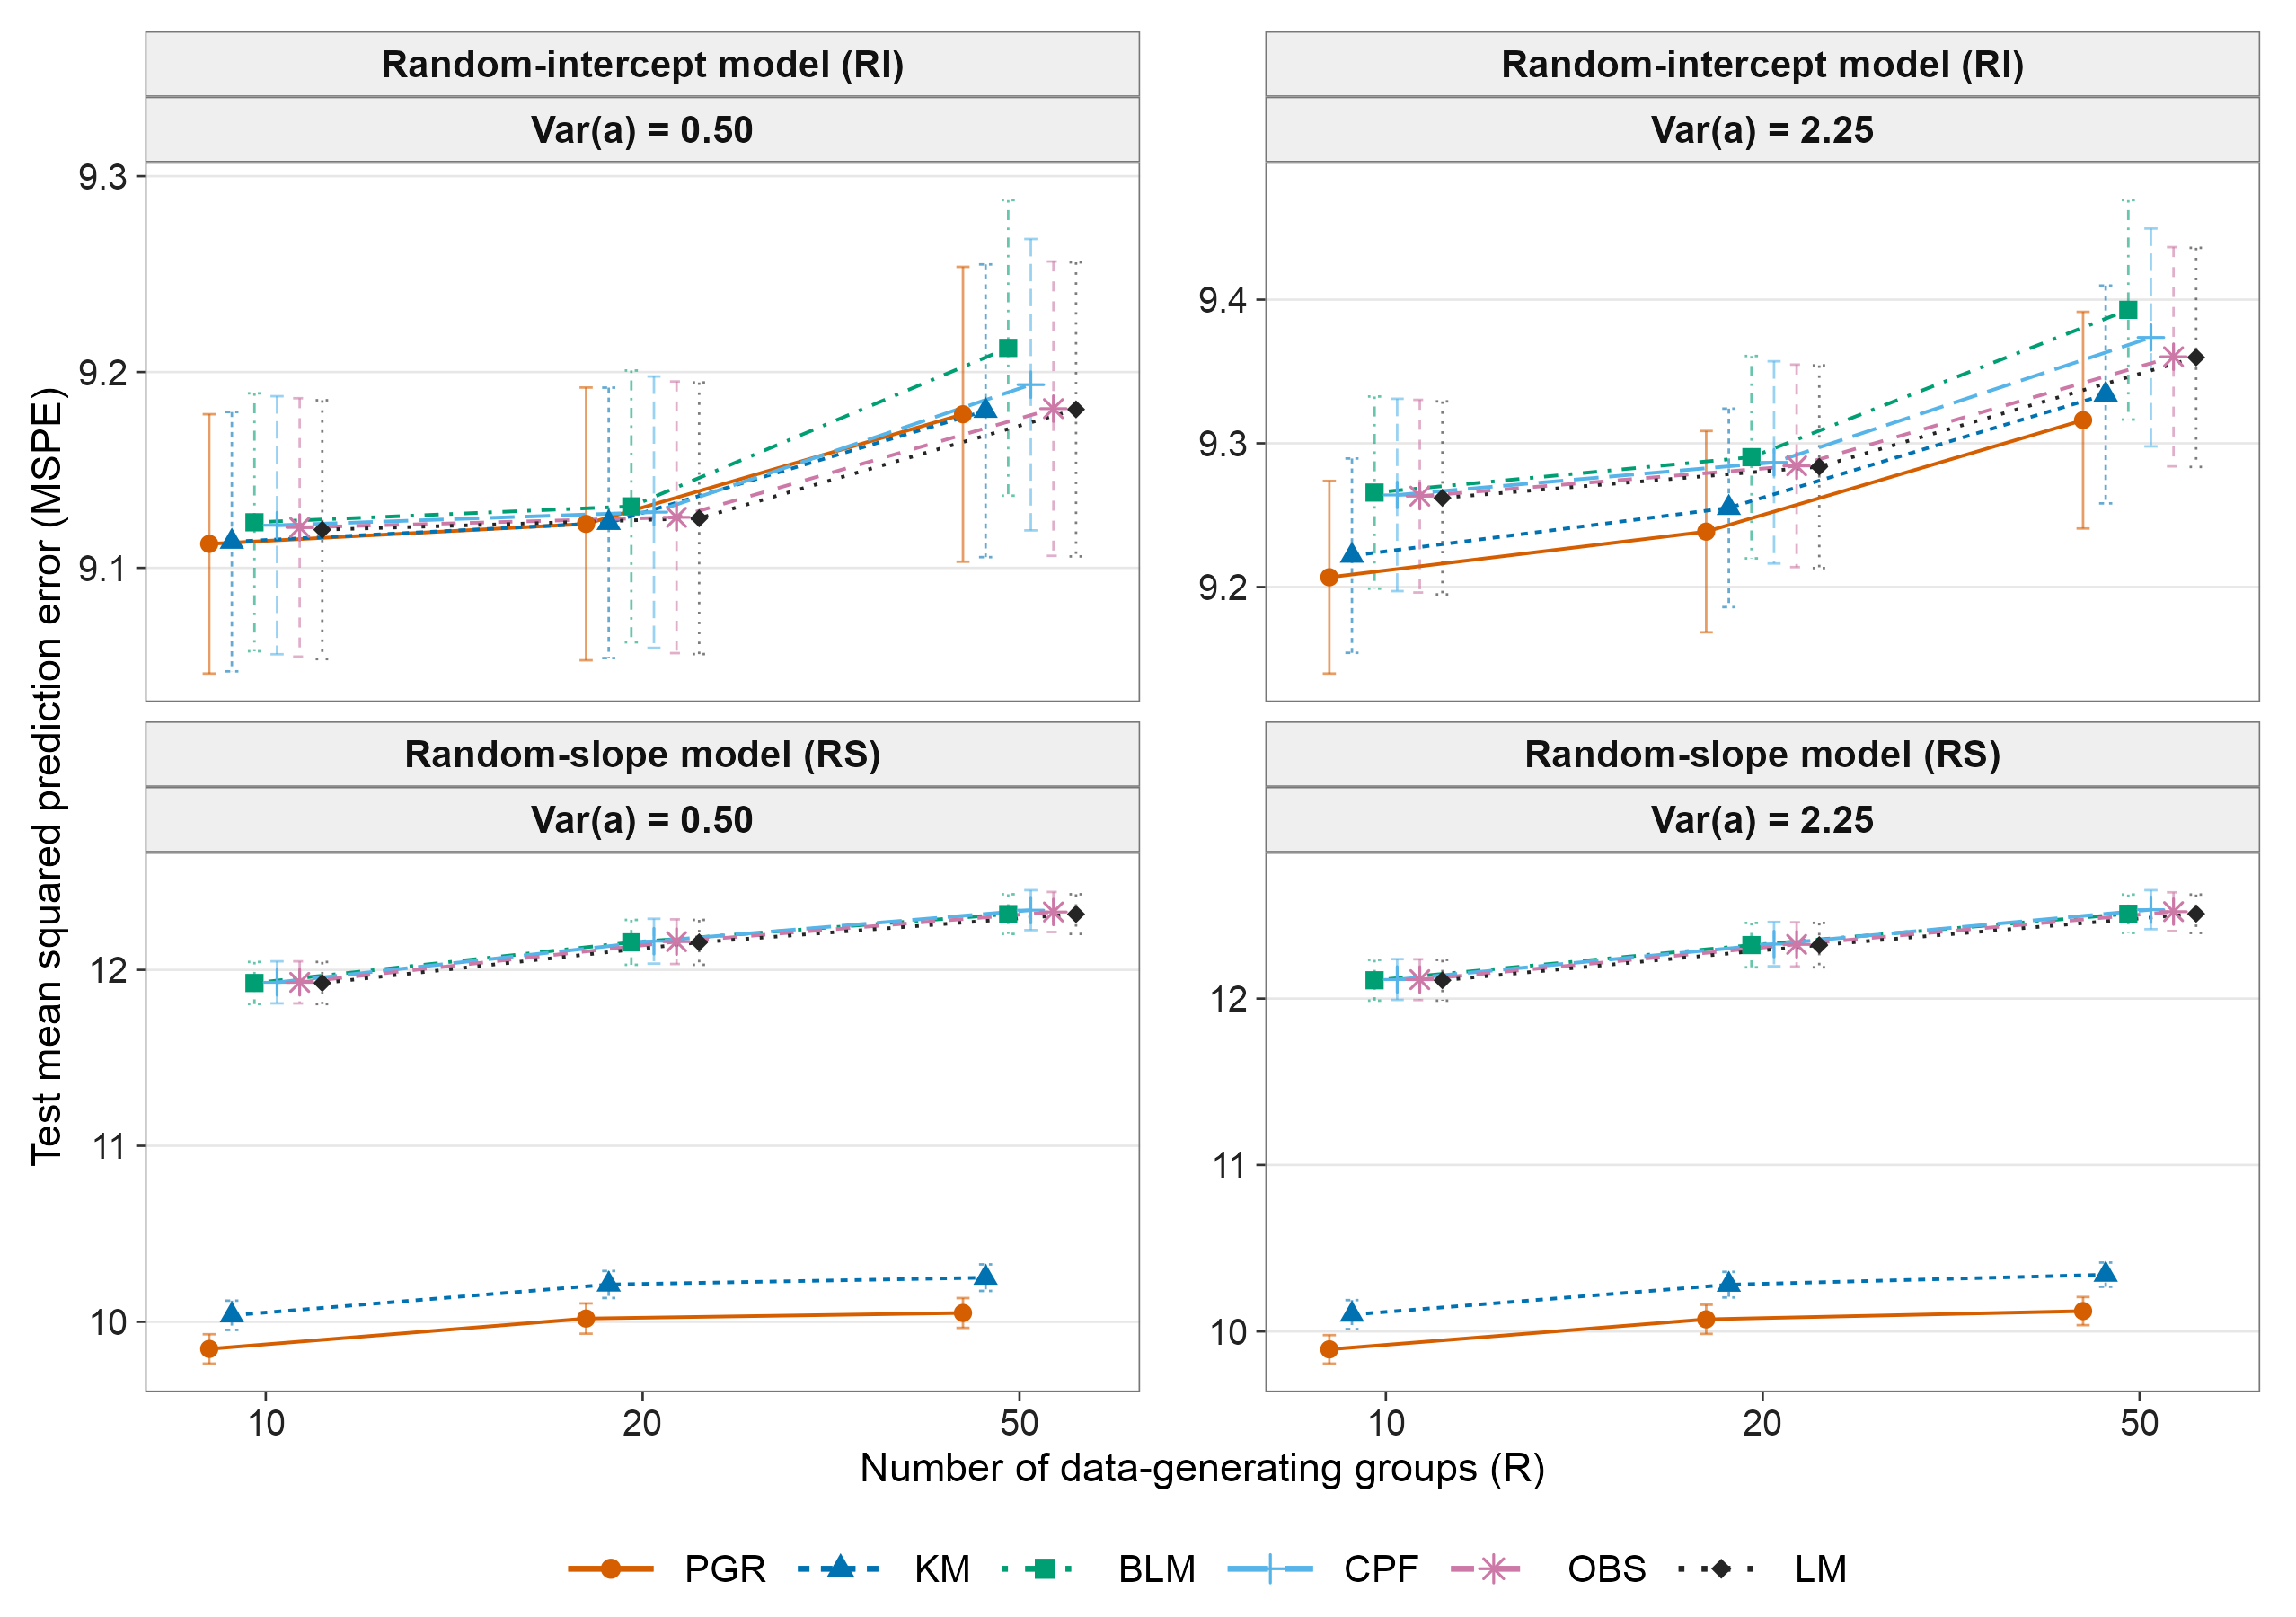 Random-intercept model (RI)
Var(a) = 0.50
Random-intercept model (RI)
Var(a) = 2.25
9.3
9.2
9.1
9.4
9.3
9.2
Test mean squared prediction error (MSPE)
Random-slope model (RS)
Var(a) = 0.50
Random-slope model (RS)
Var(a) = 2.25
12
11
10
12
11
10
10 20 50
10 20 50
Number of data-generating groups (R)
PGR KM BLM CPF OBS LM